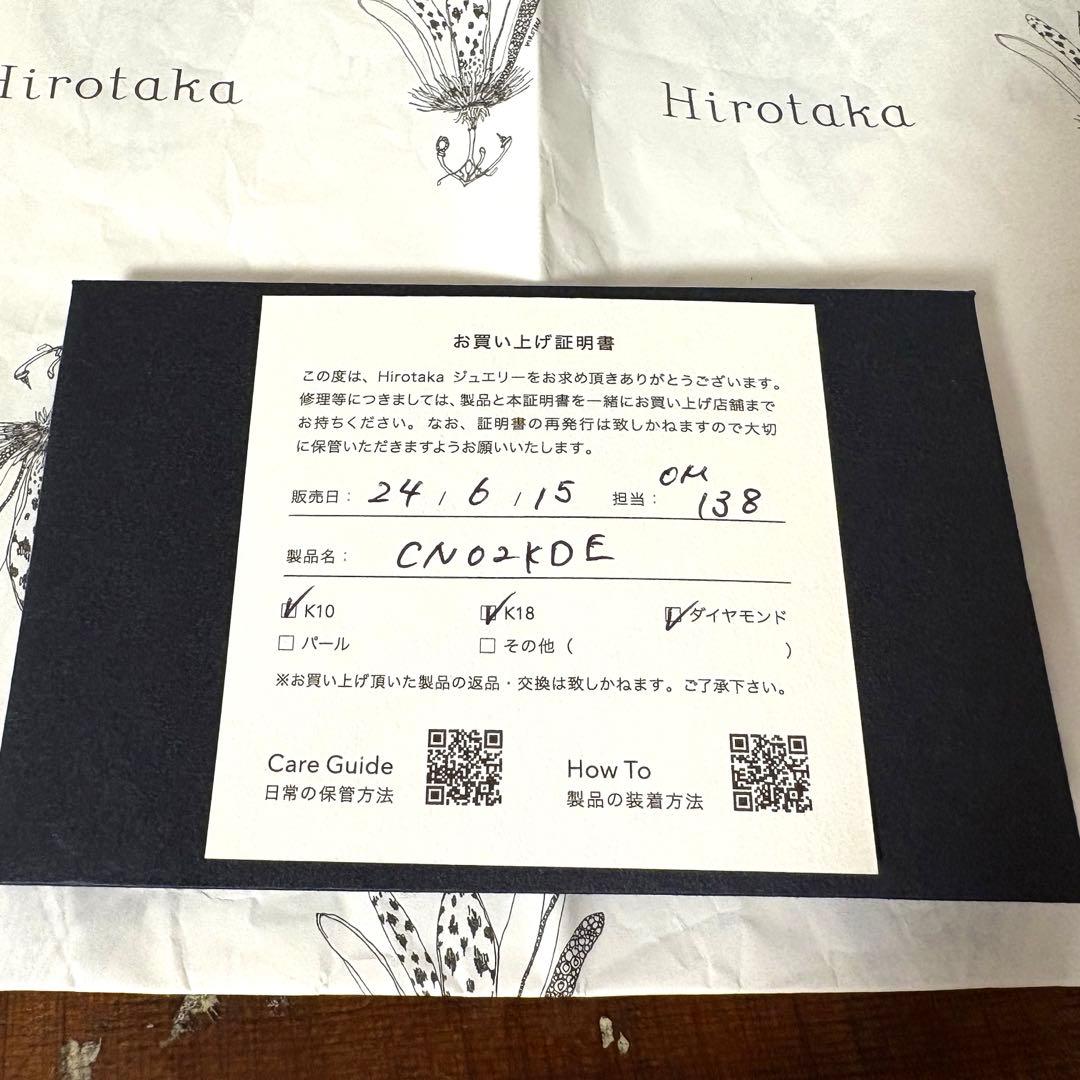 Hirotaka
Hirotaka
お買い上げ証明書
この度は、Hirotaka ジュエリーをお求め頂きありがとうございます。
修理等につきましては、製品と本証明書を一緒にお買い上げ店舗まで
お持ちください。なお、証明書の再発行は致しかねますので大切
に保管いただきますようお願いいたします。
販売日: 24 / 6 / 15 担当: OM 138
製品名: CN02KDE
K10 K18 ダイヤモンド
パール その他 ( )
※お買い上げ頂いた製品の返品・交換は致しかねます。ご了承下さい。
Care Guide
日常の保管方法
How To
製品の装着方法